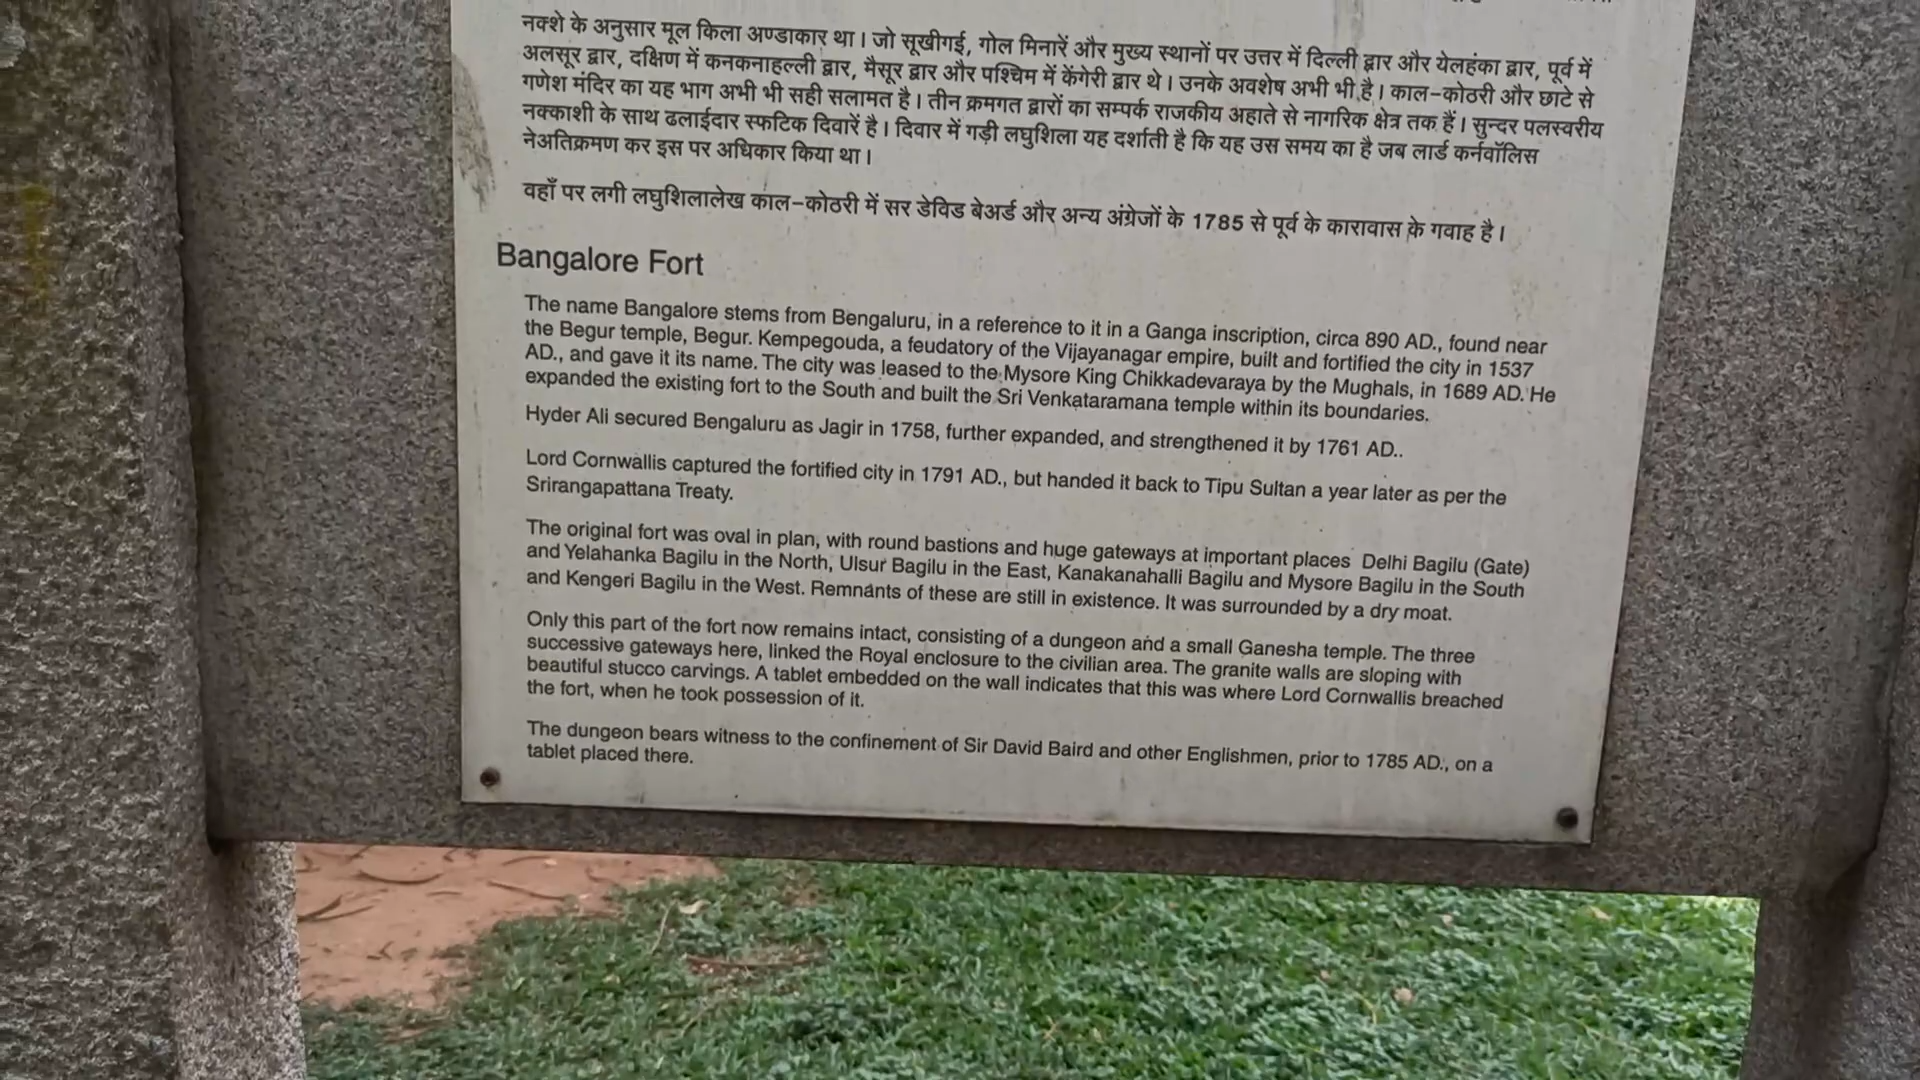 नक्शे के अनुसार मूल किला अण्डाकार था। जो सूखीगई, गोल मिनारें और मुख्य स्थानों पर उत्तर में दिल्ली द्वार और येलहंका द्वार, पूर्व में
अलसूर द्वार, दक्षिण में कनकनाहल्ली द्वार, मैसूर द्वार और पश्चिम में केंगेरी द्वार थे। उनके अवशेष अभी भी है। काल-कोठरी और छाटे से
गणेश मंदिर का यह भाग अभी भी सही सलामत है। तीन क्रमगत द्वारों का सम्पर्क राजकीय अहाते से नागरिक क्षेत्र तक हैं। सुन्दर पलस्वरीय
नक्काशी के साथ ढलाईदार स्फटिक दिवारें है। दिवार में गड़ी लघुशिला यह दर्शाती है कि यह उस समय का है जब लार्ड कर्नवॉलिस
नेअतिक्रमण कर इस पर अधिकार किया था।
वहाँ पर लगी लघुशिलालेख काल-कोठरी में सर डेविड बेअर्ड और अन्य अंग्रेजों के 1785 से पूर्व के कारावास के गवाह है।
Bangalore Fort
The name Bangalore stems from Bengaluru, in a reference to it in a Ganga inscription, circa 890 AD., found near
the Begur temple, Begur. Kempegouda, a feudatory of the Vijayanagar empire, built and fortified the city in 1537
AD., and gave it its name. The city was leased to the Mysore King Chikkadevaraya by the Mughals, in 1689 AD. He
expanded the existing fort to the South and built the Sri Venkataramana temple within its boundaries.
Hyder Ali secured Bengaluru as Jagir in 1758, further expanded, and strengthened it by 1761 AD..
Lord Cornwallis captured the fortified city in 1791 AD., but handed it back to Tipu Sultan a year later as per the
Srirangapattana Treaty.
The original fort was oval in plan, with round bastions and huge gateways at important places Delhi Bagilu (Gate)
and Yelahanka Bagilu in the North, Ulsur Bagilu in the East, Kanakanahalli Bagilu and Mysore Bagilu in the South
and Kengeri Bagilu in the West. Remnants of these are still in existence. It was surrounded by a dry moat.
Only this part of the fort now remains intact, consisting of a dungeon and a small Ganesha temple. The three
successive gateways here, linked the Royal enclosure to the civilian area. The granite walls are sloping with
beautiful stucco carvings. A tablet embedded on the wall indicates that this was where Lord Cornwallis breached
the fort, when he took possession of it.
The dungeon bears witness to the confinement of Sir David Baird and other Englishmen, prior to 1785 AD., on a
tablet placed there.